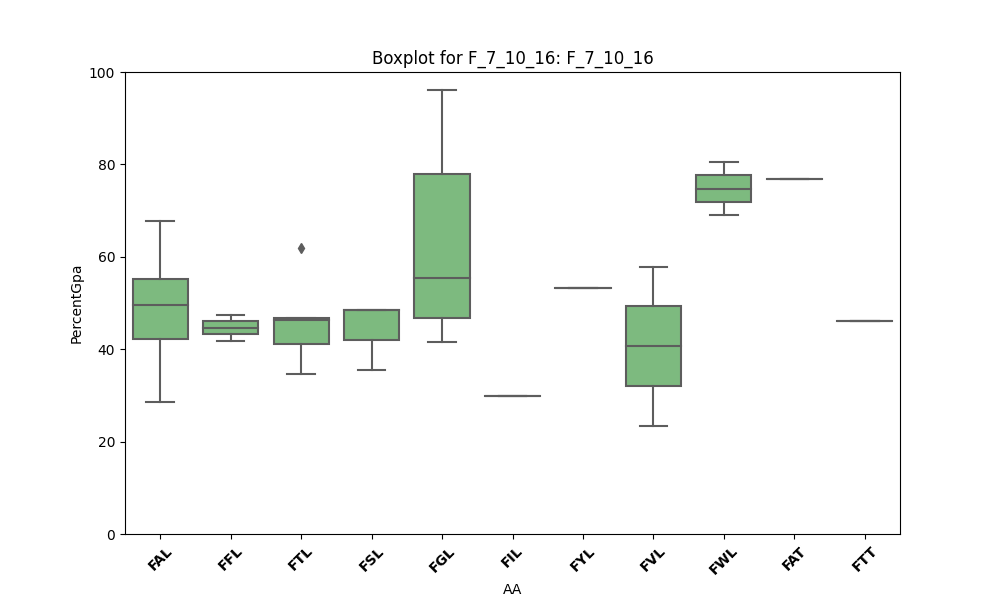 Boxplot for F_7_10_16: F_7_10_16
PercentGpa
100
80
60
40
20
0
FAL FFL FTL FSL FGL FIL FYL FVL FWL FAT FTT
AA